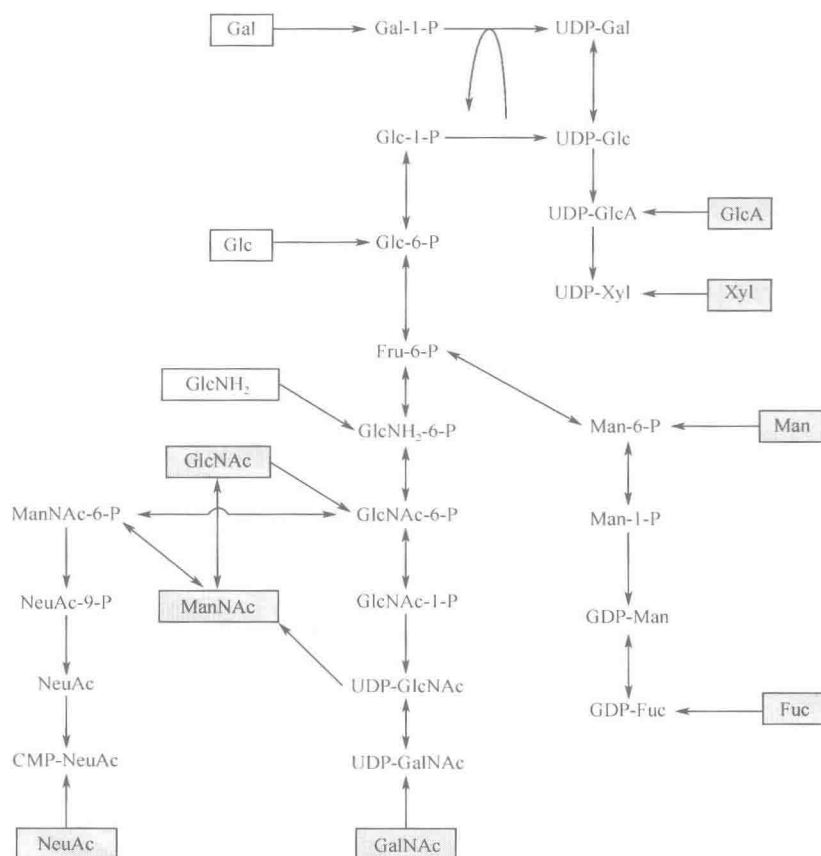 Gal Gal-1-P UDP-Gal
Glc-1-P UDP-Glc
UDP-GlcA GlcA
Glc Glc-6-P
UDP-Xyl Xyl
Fru-6-P
GlcNH₂
GlcNH₂-6-P Man-6-P Man
GlcNAc
ManNAc-6-P GlcNAc-6-P Man-1-P
NeuAc-9-P ManNAc GlcNAc-1-P
GDP-Man
NeuAc UDP-GlcNAc
GDP-Fuc Fuc
CMP-NeuAc UDP-GalNAc
NeuAc GalNAc